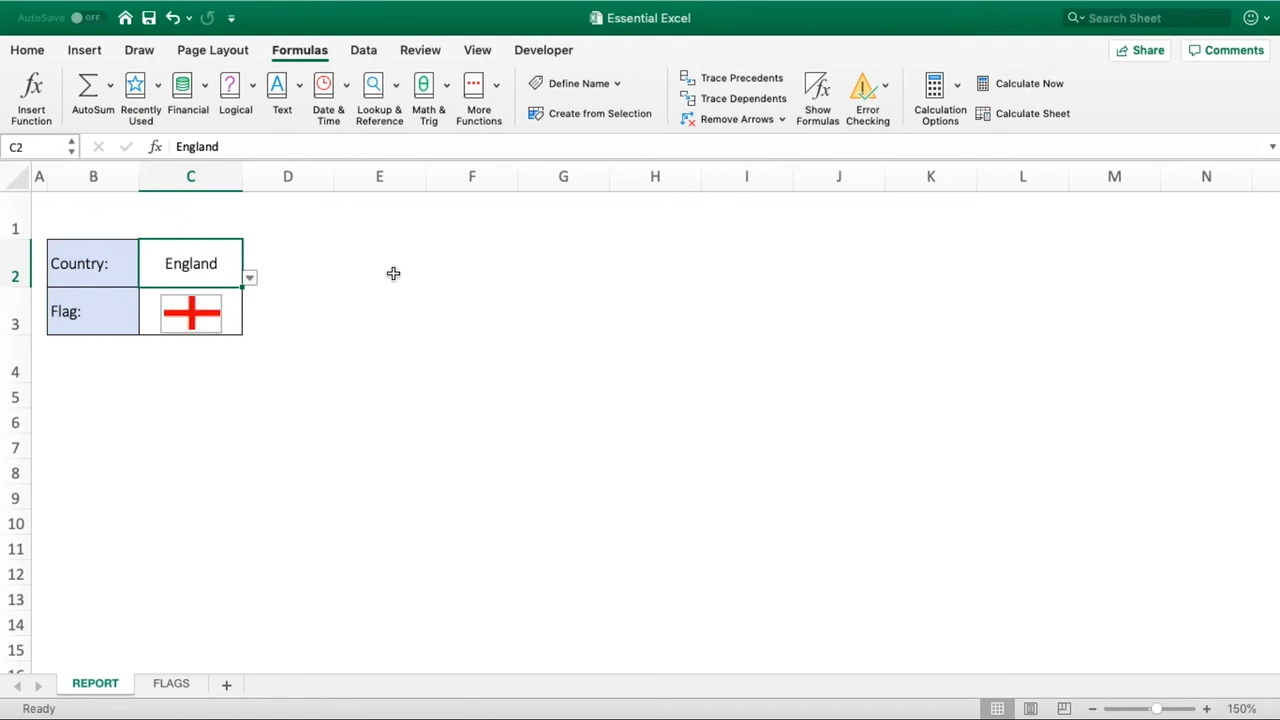 AutoSave OFF
Essential Excel
Search Sheet
Home Insert Draw Page Layout Formulas Data Review View Developer
Share Comments
Insert Function
AutoSum
Recently Used
Financial
Logical
Text
Date & Time
Lookup & Reference
Math & Trig
More Functions
Define Name
Create from Selection
Trace Precedents
Trace Dependents
Remove Arrows
Show Formulas
Error Checking
Calculation Options
Calculate Now
Calculate Sheet
C2 fx England
A B C D E F G H I J K L M N
1
2 Country: England
3 Flag:
4
5
6
7
8
9
10
11
12
13
14
15
16
REPORT FLAGS
Ready 150%